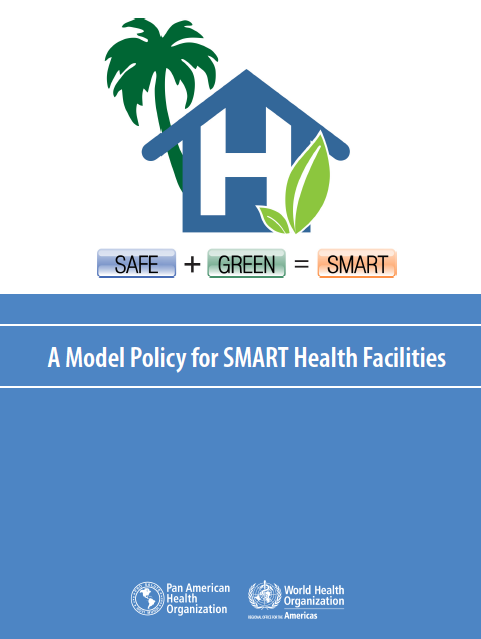 H
SAFE + GREEN = SMART
A Model Policy for SMART Health Facilities
Pan American
Health
Organization
World Health
Organization
REGIONAL OFFICE FOR THE Americas